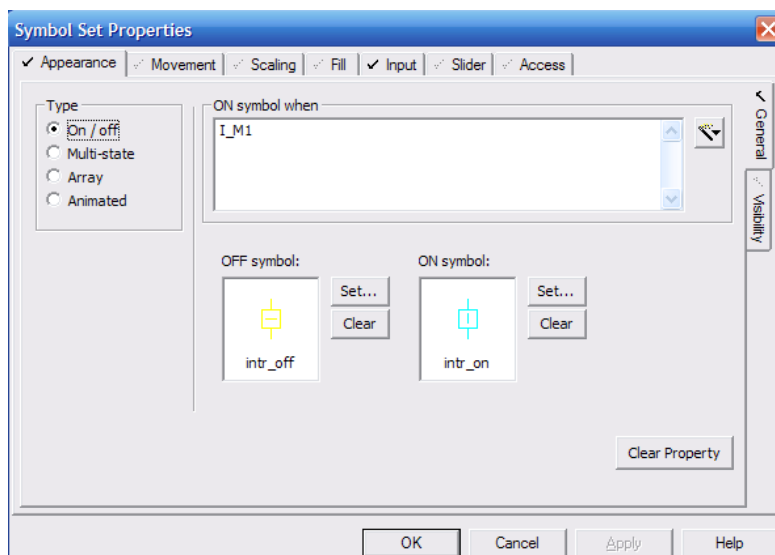 Symbol Set Properties
Appearance Movement Scaling Fill Input Slider Access
Type
On / off
Multi-state
Array
Animated
ON symbol when
I_M1
General
Visibility
OFF symbol:
Set...
Clear
intr_off
ON symbol:
Set...
Clear
intr_on
Clear Property
OK Cancel Apply Help